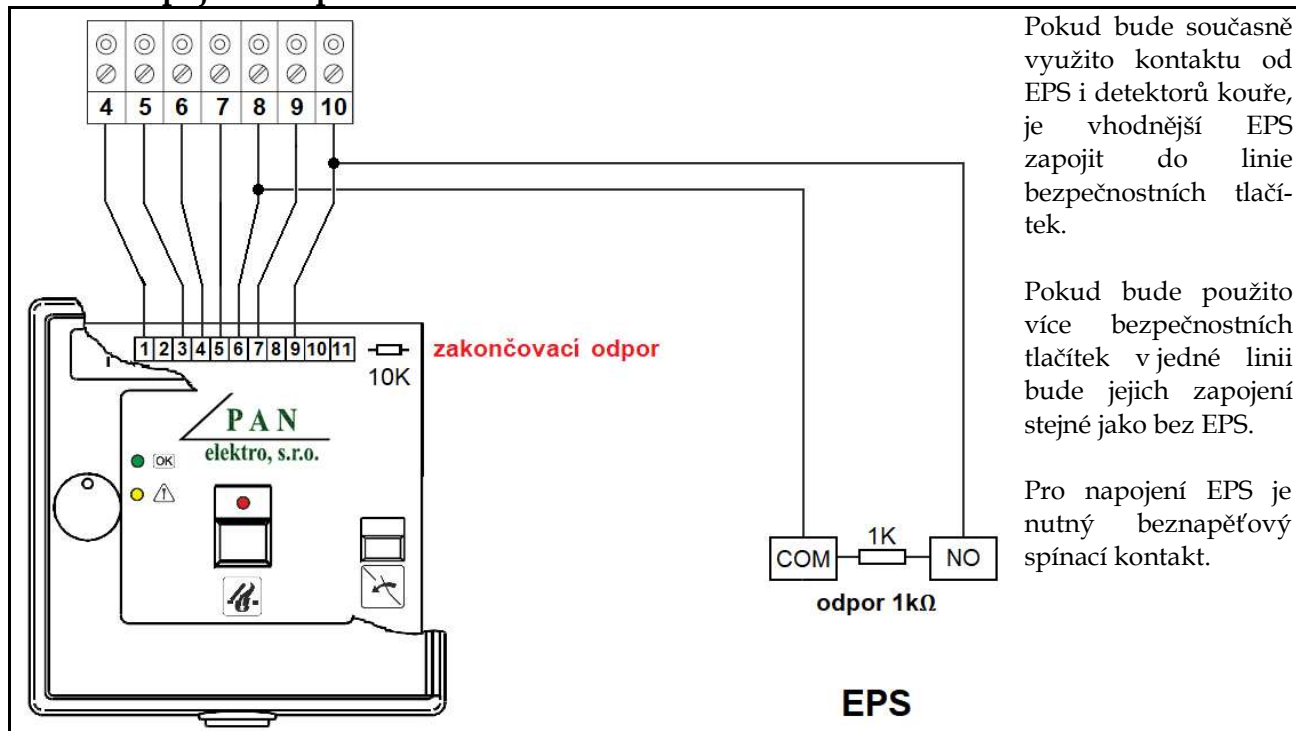 4 5 6 7 8 9 10
1 2 3 4 5 6 7 8 9 10 11
zakončovací odpor
10K
PAN
elektro, s.r.o.
OK
COM
1K
NO
odpor 1kΩ
EPS
Pokud bude současně
využito kontaktu od
EPS i detektorů kouře,
je vhodnější EPS
zapojit do linie
bezpečnostních tlačí-
tek.
Pokud bude použito
více bezpečnostních
tlačítek v jedné linii
bude jejich zapojení
stejné jako bez EPS.
Pro napojení EPS je
nutný beznapěťový
spínací kontakt.